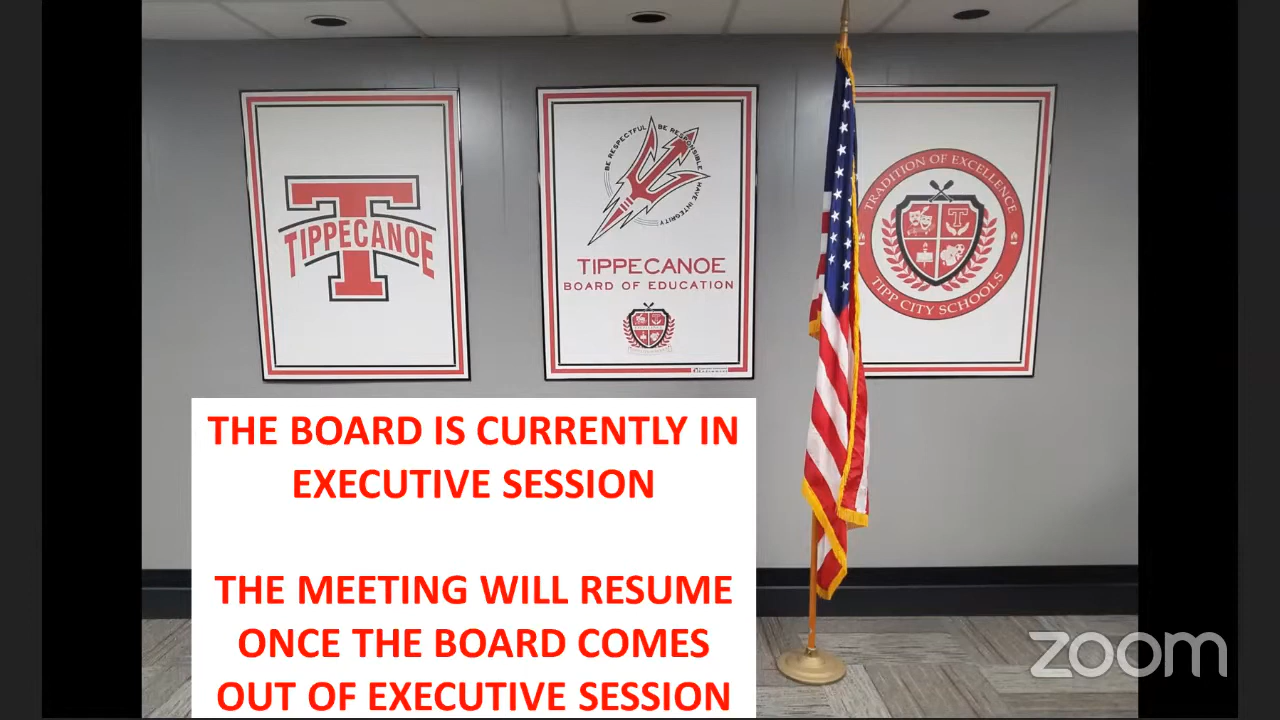 TIPPECANOE
T
BE RESPECTFUL BE RESPONSIBLE HAVE INTEGRITY
TIPPECANOE
BOARD OF EDUCATION
TRADITION OF EXCELLENCE
T
TIPP CITY SCHOOLS
THE BOARD IS CURRENTLY IN
EXECUTIVE SESSION
THE MEETING WILL RESUME
ONCE THE BOARD COMES
OUT OF EXECUTIVE SESSION
zoom